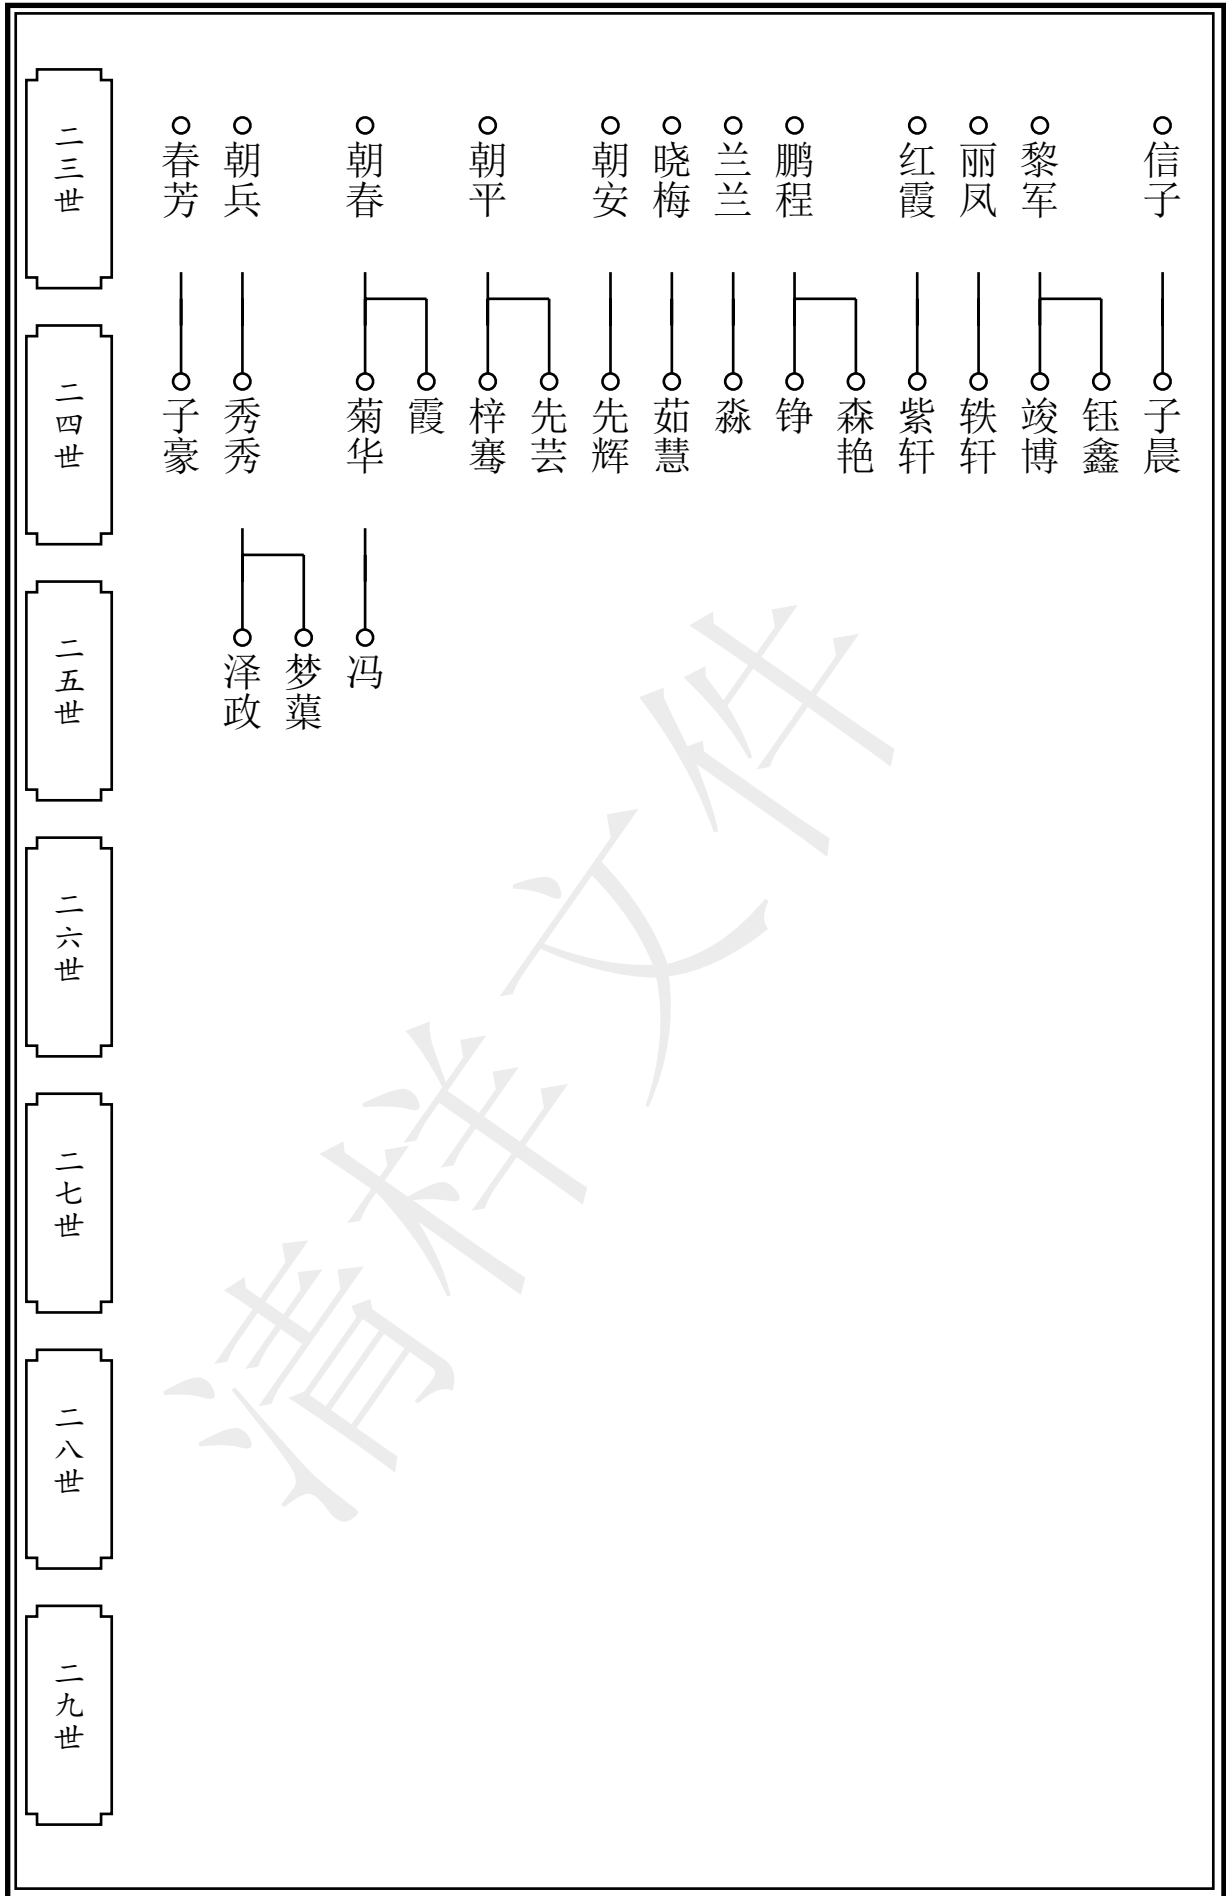 二三世
春芳
朝兵
朝春
朝平
朝安
晓梅
兰兰
鹏程
红霞
丽凤
黎军
信子
二四世
子豪
秀秀
菊华
霞
梓骞
先芸
先辉
茹慧
淼
铮
森艳
紫轩
轶轩
竣博
钰鑫
子晨
二五世
泽政
梦蕖
冯
二六世
二七世
二八世
二九世
清样文件